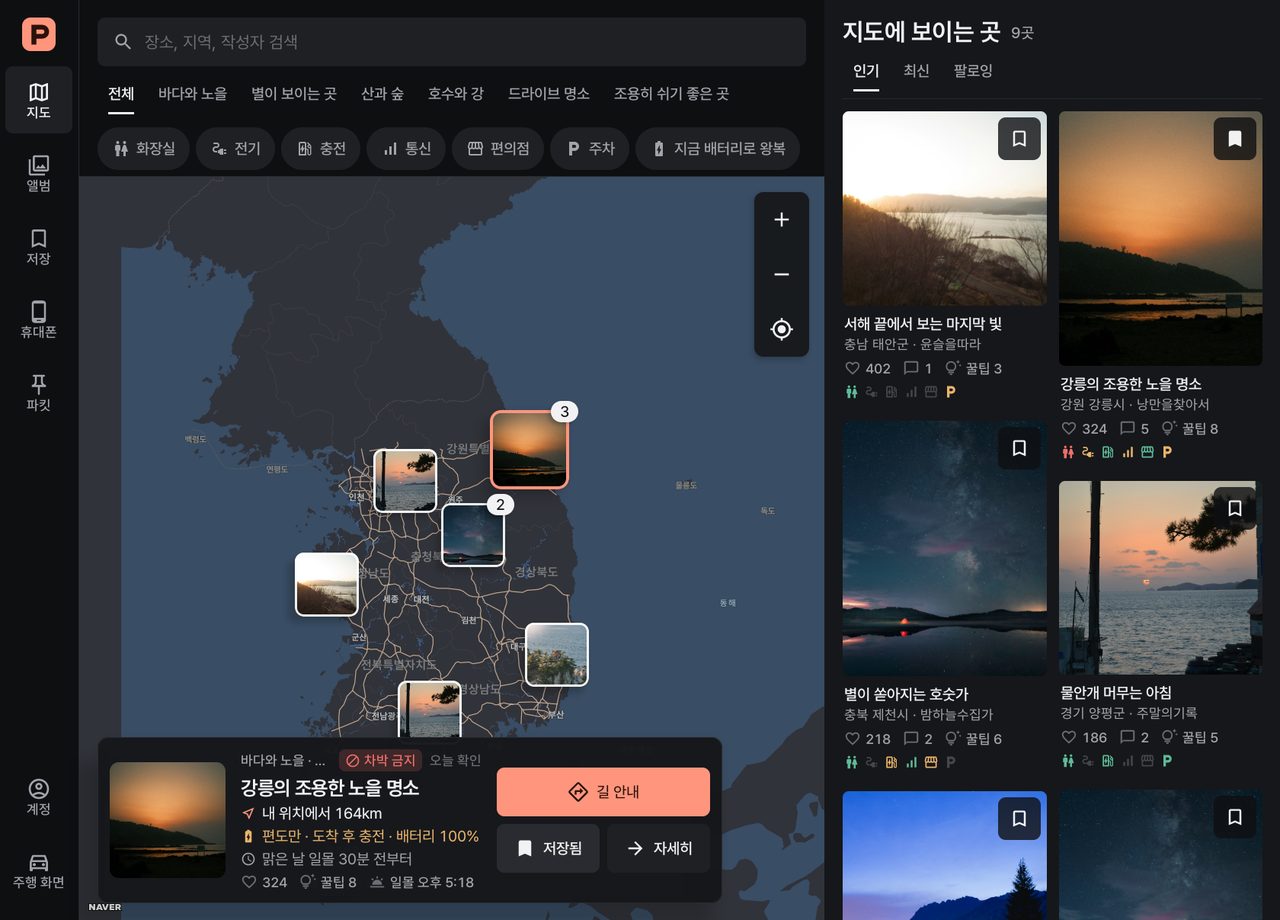 P
지도
앨범
저장
휴대폰
파킷
계정
주행 화면
장소, 지역, 작성자 검색
전체 바다와 노을 별이 보이는 곳 산과 숲 호수와 강 드라이브 명소 조용히 쉬기 좋은 곳
화장실 전기 충전 통신 편의점 P 주차 지금 배터리로 왕복
백령도
연평도
강원특별
3
인천
원주
2
울릉도
독도
충청북
청남도
경상북도
세종 대전
김천
동해
군산
대구
전북특별자치도
경상남도
전남광
부산
바다와 노을 · ... 차박 금지 오늘 확인
강릉의 조용한 노을 명소
내 위치에서 164km
편도만 · 도착 후 충전 · 배터리 100%
맑은 날 일몰 30분 전부터
324 꿀팁 8 일몰 오후 5:18
길 안내
저장됨 자세히
NAVER
지도에 보이는 곳 9곳
인기 최신 팔로잉
서해 끝에서 보는 마지막 빛
충남 태안군 · 윤슬을따라
402 1 꿀팁 3
P
강릉의 조용한 노을 명소
강원 강릉시 · 낭만을찾아서
324 5 꿀팁 8
P
별이 쏟아지는 호숫가
충북 제천시 · 밤하늘수집가
218 2 꿀팁 6
P
물안개 머무는 아침
경기 양평군 · 주말의기록
186 2 꿀팁 5
P